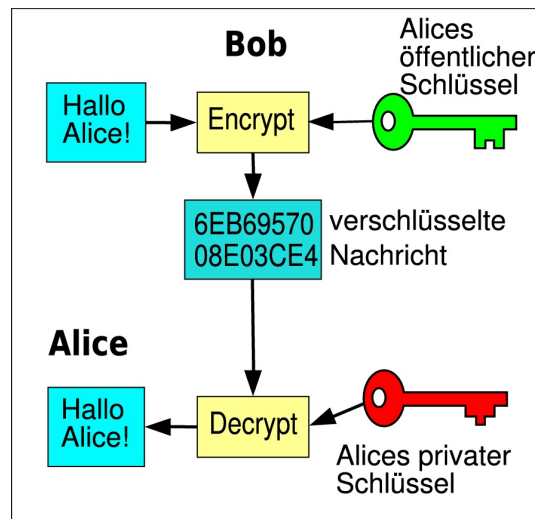 Bob
Alices
öffentlicher
Schlüssel
Hallo
Alice!
Encrypt
6EB69570
08E03CE4
verschlüsselte
Nachricht
Alice
Hallo
Alice!
Decrypt
Alices privater
Schlüssel